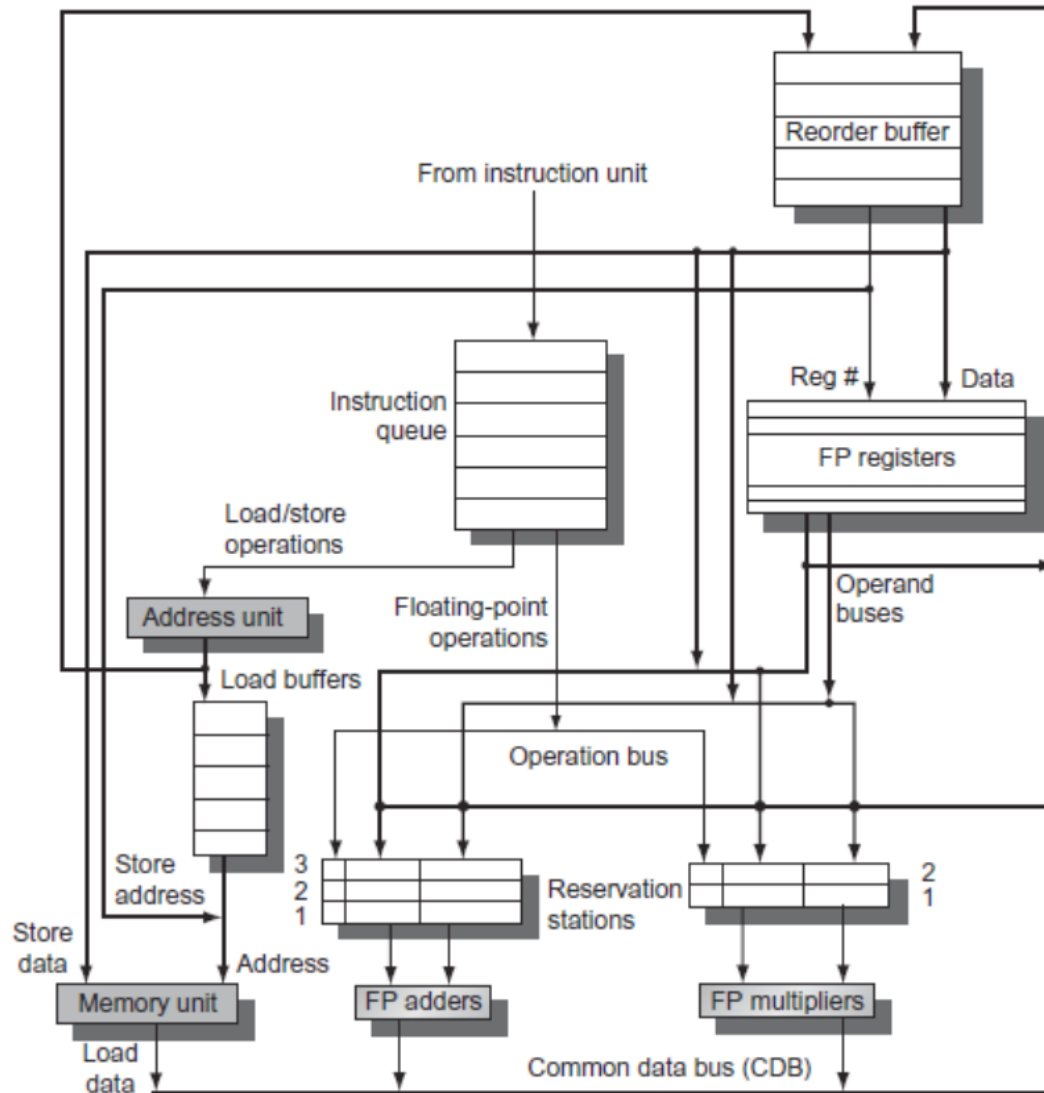 Reorder buffer
From instruction unit
Reg #
Data
Instruction
queue
FP registers
Load/store
operations
Operand
buses
Address unit
Floating-point
operations
Load buffers
Operation bus
Store
address
3
2
1
Reservation
stations
2
1
Store
data
Address
Memory unit
FP adders
FP multipliers
Load
data
Common data bus (CDB)